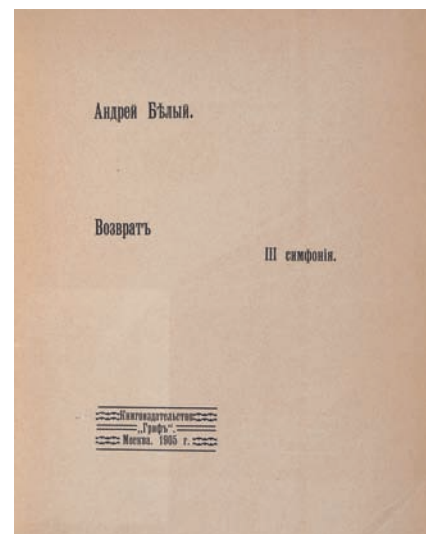 Андрей Бѣлый.
Возвратъ
III симфонія.
Книгоиздательство
„Грифъ“.
Москва. 1905 г.